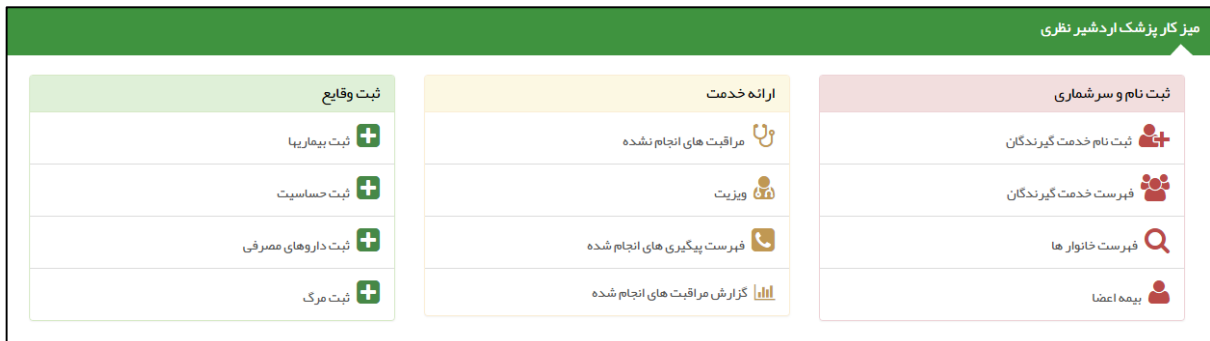 میز کار پزشک اردشیر نظری
ثبت نام و سرشماری
ثبت نام خدمت گیرندگان
فهرست خدمت گیرندگان
فهرست خانوار ها
بیمه اعضا
ارائه خدمت
مراقبت های انجام نشده
ویزیت
فهرست پیگیری های انجام شده
گزارش مراقبت های انجام شده
ثبت وقایع
ثبت بیماریها
ثبت حساسیت
ثبت داروهای مصرفی
ثبت مرگ